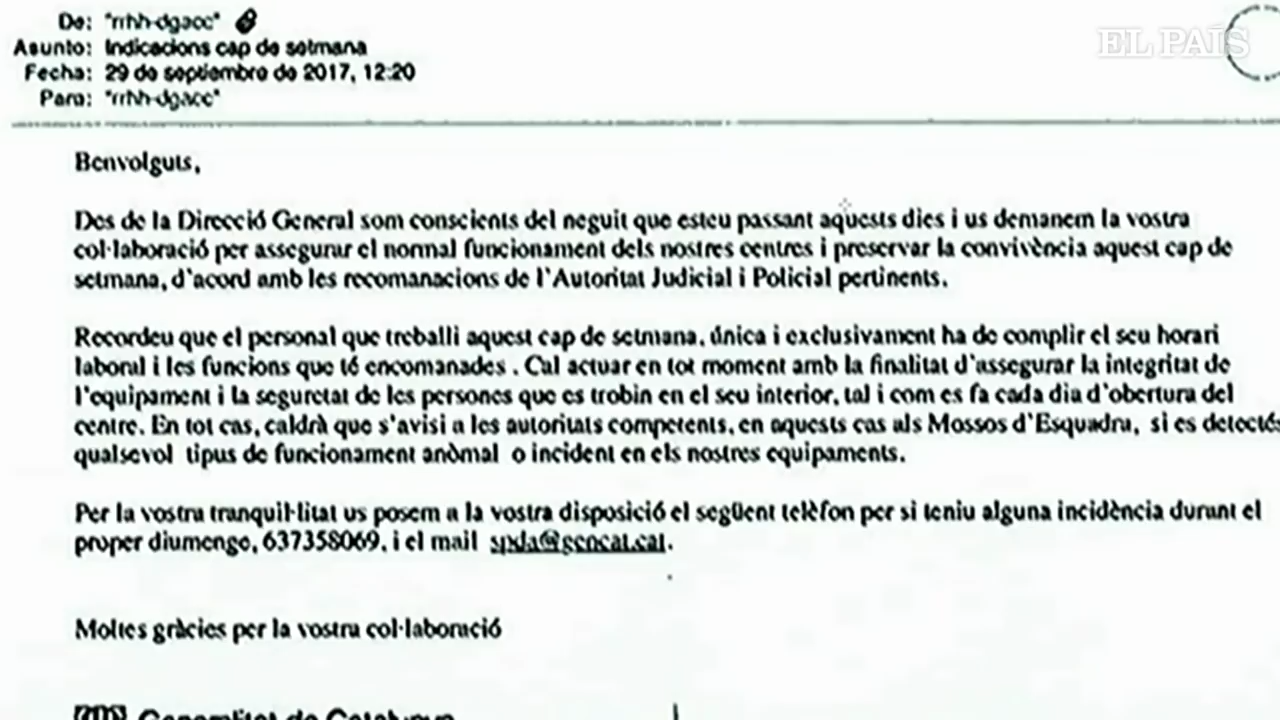 De: "rrhh-dgacc"
EL PAÍS
Asunto: Indicacions cap de setmana
Fecha: 29 de septiembre de 2017, 12:20
Para: "rrhh-dgacc"
Benvolguts,
Des de la Direcció General som conscients del neguit que esteu passant aquests dies i us demanem la vostra
col·laboració per assegurar el normal funcionament dels nostres centres i preservar la convivència aquest cap de
setmana, d'acord amb les recomanacions de l'Autoritat Judicial i Policial pertinents.
Recordeu que el personal que treballi aquest cap de setmana, única i exclusivament ha de complir el seu horari
laboral i les funcions que té encomanades . Cal actuar en tot moment amb la finalitat d'assegurar la integritat de
l'equipament i la seguretat de les persones que es trobin en el seu interior, tal i com es fa cada dia d'obertura del
centre. En tot cas, caldrà que s'avisi a les autoritats competents, en aquests cas als Mossos d'Esquadra, si es detectés
qualsevol tipus de funcionament anòmal o incident en els nostres equipaments.
Per la vostra tranquil·litat us posem a la vostra disposició el següent telèfon per si teniu alguna incidència durant el
proper diumenge, 637358069, i el mail spda@gencat.cat.
Moltes gràcies per la vostra col·laboració
Generalitat de Catalunya